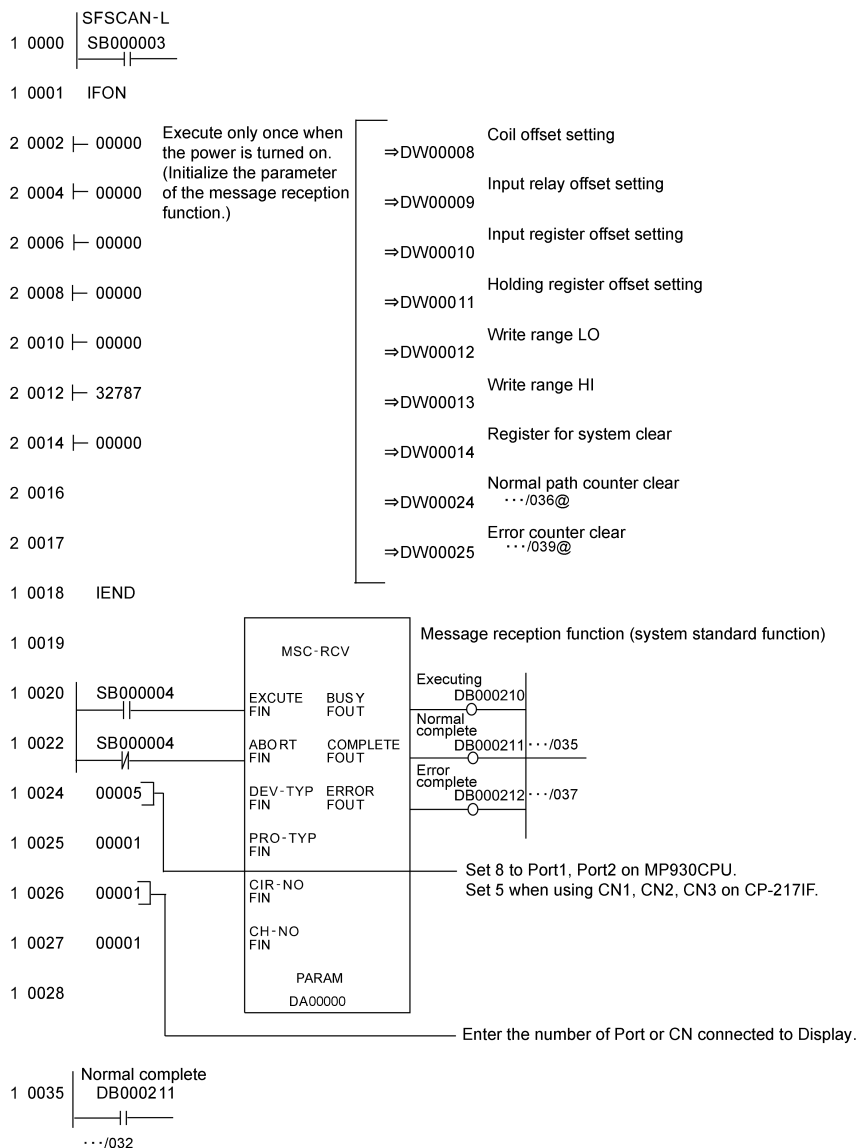 SFSCAN-L
1 0000 SB000003
1 0001 IFON
2 0002 00000 ⇒DW00008 Coil offset setting
Execute only once when
the power is turned on.
(Initialize the parameter
of the message reception
function.)
2 0004 00000 ⇒DW00009 Input relay offset setting
2 0006 00000 ⇒DW00010 Input register offset setting
2 0008 00000 ⇒DW00011 Holding register offset setting
2 0010 00000 ⇒DW00012 Write range LO
2 0012 32787 ⇒DW00013 Write range HI
2 0014 00000 ⇒DW00014 Register for system clear
2 0016 ⇒DW00024 Normal path counter clear
···/036@
2 0017 ⇒DW00025 Error counter clear
···/039@
1 0018 IEND
1 0019 MSC-RCV Message reception function (system standard function)
Executing
1 0020 SB000004 EXCUTE BUSY DB000210
FIN FOUT
Normal
complete
1 0022 SB000004 ABORT COMPLETE DB000211 ···/035
FIN FOUT
Error
complete
1 0024 00005 DEV-TYP ERROR DB000212 ···/037
FIN FOUT
1 0025 00001 PRO-TYP
FIN
Set 8 to Port1, Port2 on MP930CPU.
Set 5 when using CN1, CN2, CN3 on CP-217IF.
1 0026 00001 CIR-NO
FIN
1 0027 00001 CH-NO
FIN
1 0028 PARAM
DA00000
Enter the number of Port or CN connected to Display.
Normal complete
1 0035 DB000211
···/032